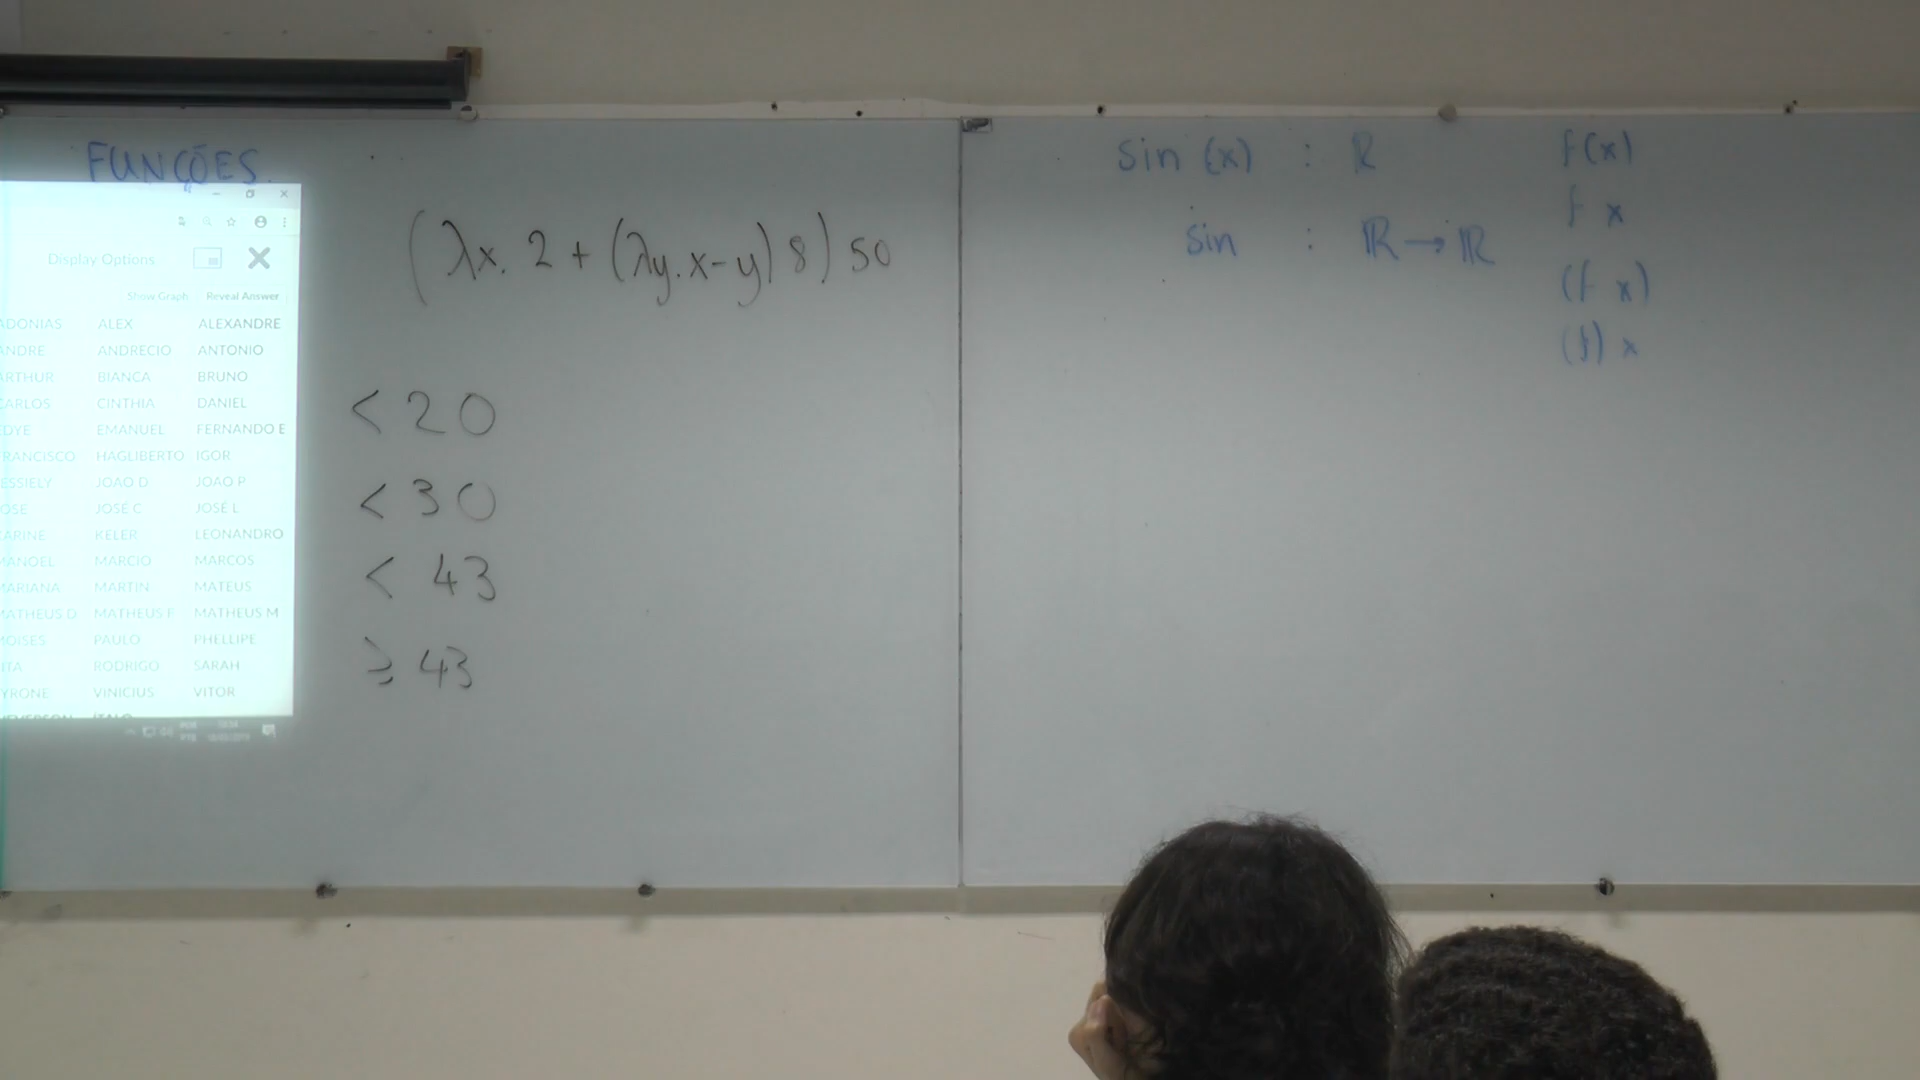 FUNÇÕES
Display Options
Show Graph Reveal Answer
ALEX ALEXANDRE
ANDRECIO ANTONIO
BIANCA BRUNO
CINTHIA DANIEL
EMANUEL FERNANDO E
HAGLIBERTO IGOR
JOAO D JOAO P
JOSÉ C JOSÉ L
KELER LEONANDRO
MARCIO MARCOS
MARTIN MATEUS
MATHEUS F MATHEUS M
PAULO PHELLIPE
RODRIGO SARAH
VINICIUS VITOR
(λx. 2 + (λy. x - y) 8) 50
< 20
< 30
< 43
≥ 43
sin (x) : ℝ
sin : ℝ → ℝ
f(x)
f x
(f x)
(f) x